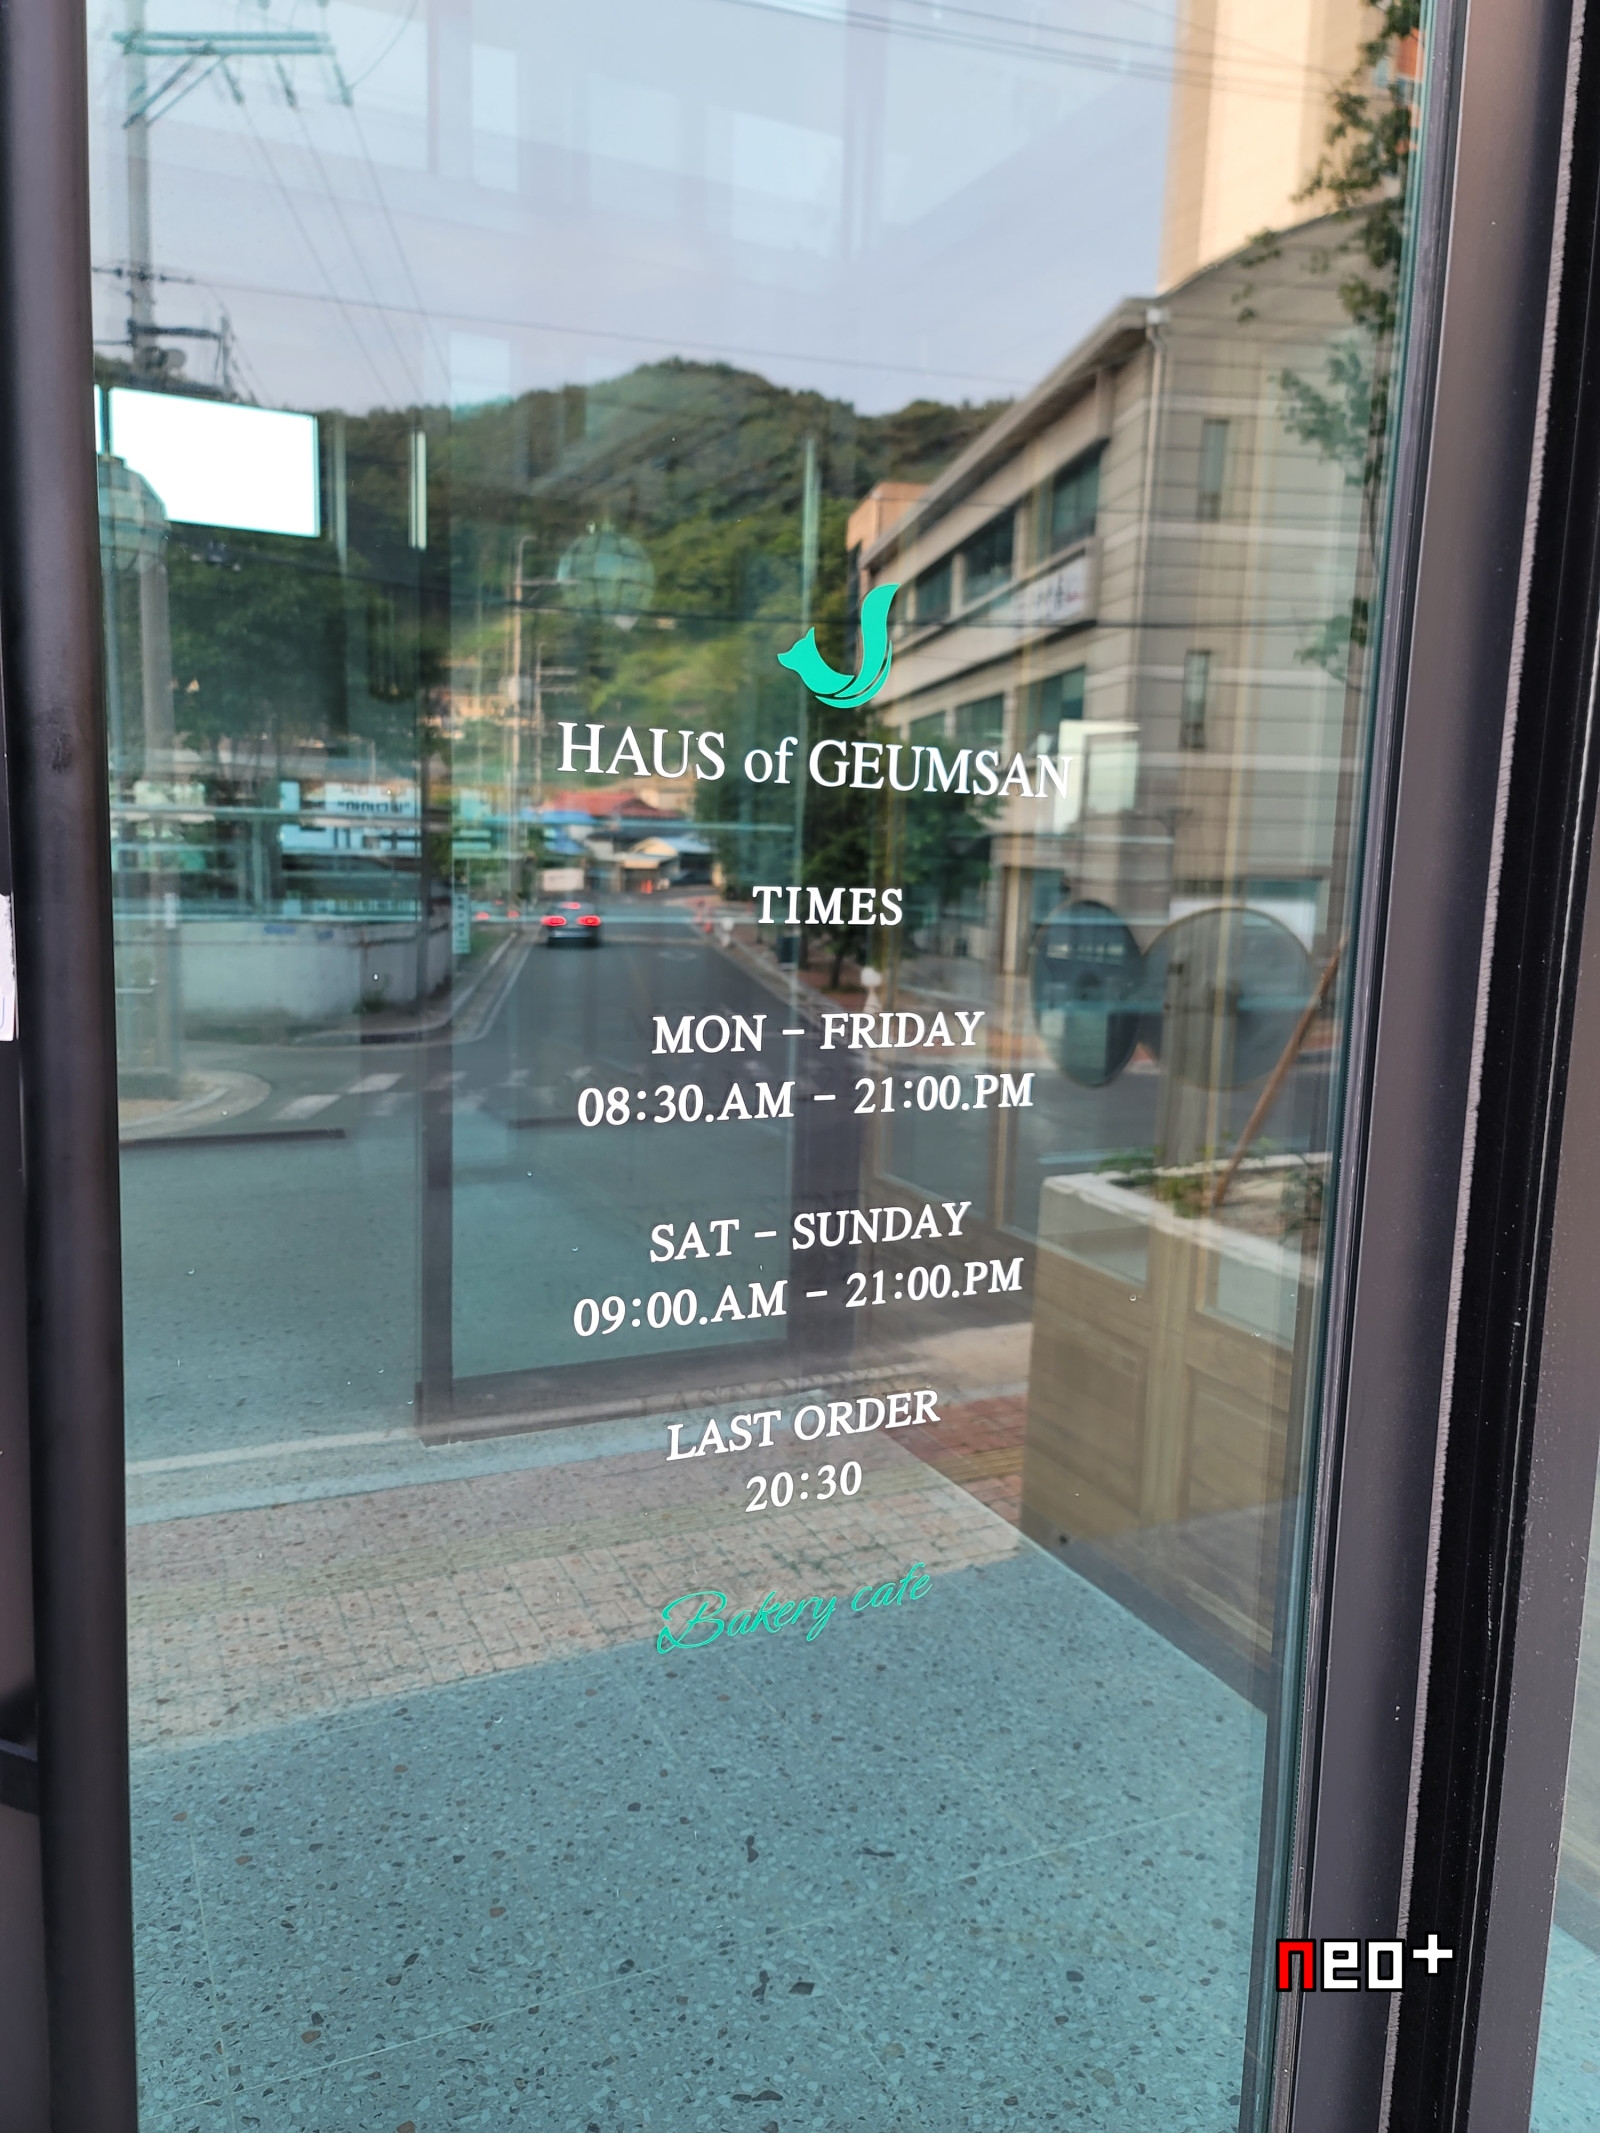 HAUS of GEUMSAN
TIMES
MON - FRIDAY
08:30.AM - 21:00.PM
SAT - SUNDAY
09:00.AM - 21:00.PM
LAST ORDER
20:30
Bakery cafe
neo+